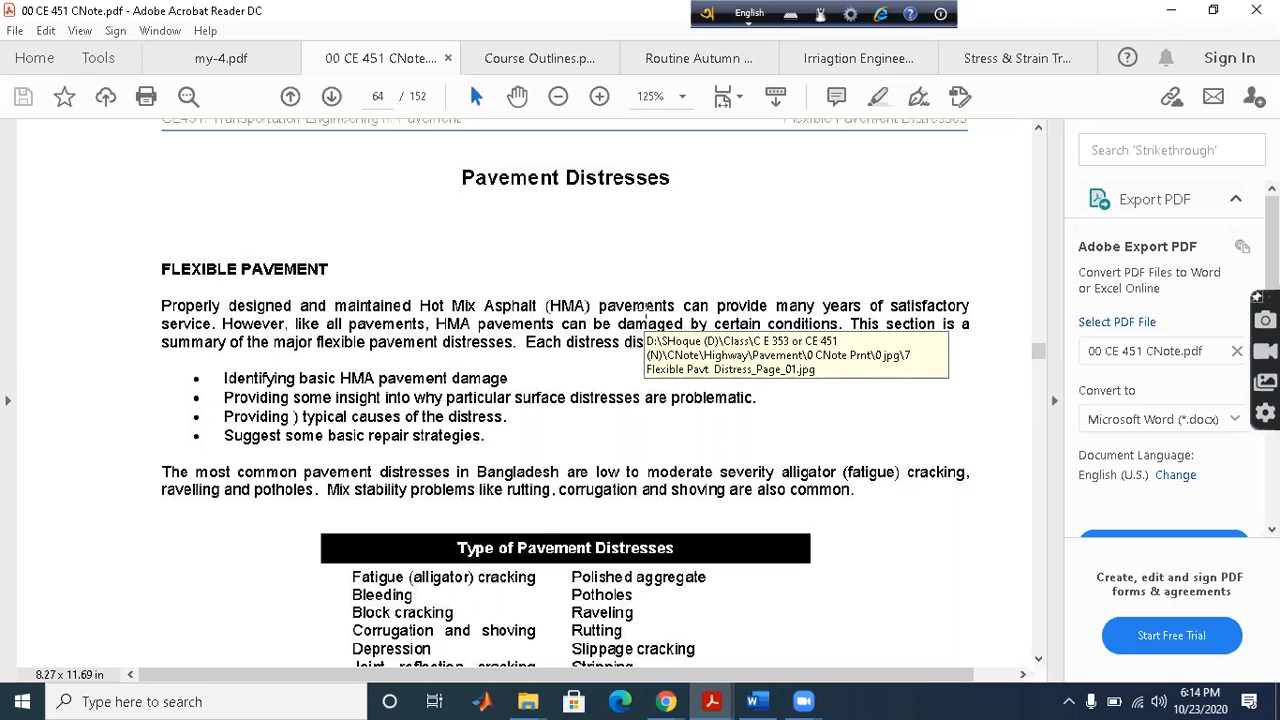 00 CE 451 CNote.pdf - Adobe Acrobat Reader DC
English
File Edit View Sign Window Help
Home Tools my-4.pdf 00 CE 451 CNote.... × Course Outlines.p... Routine Autumn ... Irriagtion Enginee... Stress & Strain Tr... Sign In
64 / 152 125%
Flexible Pavement Distresses
Pavement Distresses
FLEXIBLE PAVEMENT
Properly designed and maintained Hot Mix Asphalt (HMA) pavements can provide many years of satisfactory
service. However, like all pavements, HMA pavements can be damaged by certain conditions. This section is a
summary of the major flexible pavement distresses. Each distress dis
D:\SHoque (D)\Class\C E 353 or CE 451
(N)\CNote\Highway\Pavement\0 CNote Prnt\0.jpg\7
Flexible Pavt Distress_Page_01.jpg
• Identifying basic HMA pavement damage
• Providing some insight into why particular surface distresses are problematic.
• Providing ) typical causes of the distress.
• Suggest some basic repair strategies.
The most common pavement distresses in Bangladesh are low to moderate severity alligator (fatigue) cracking,
ravelling and potholes. Mix stability problems like rutting, corrugation and shoving are also common.
Type of Pavement Distresses
Fatigue (alligator) cracking Polished aggregate
Bleeding Potholes
Block cracking Raveling
Corrugation and shoving Rutting
Depression Slippage cracking
Joint reflection cracking Stripping
8.27 x 11.69 in
Search 'Strikethrough'
Export PDF
Adobe Export PDF
Convert PDF Files to Word
or Excel Online
Select PDF File
00 CE 451 CNote.pdf ×
Convert to
Microsoft Word (*.docx)
Document Language:
English (U.S.) Change
Create, edit and sign PDF
forms & agreements
Start Free Trial
Type here to search
6:14 PM
10/23/2020